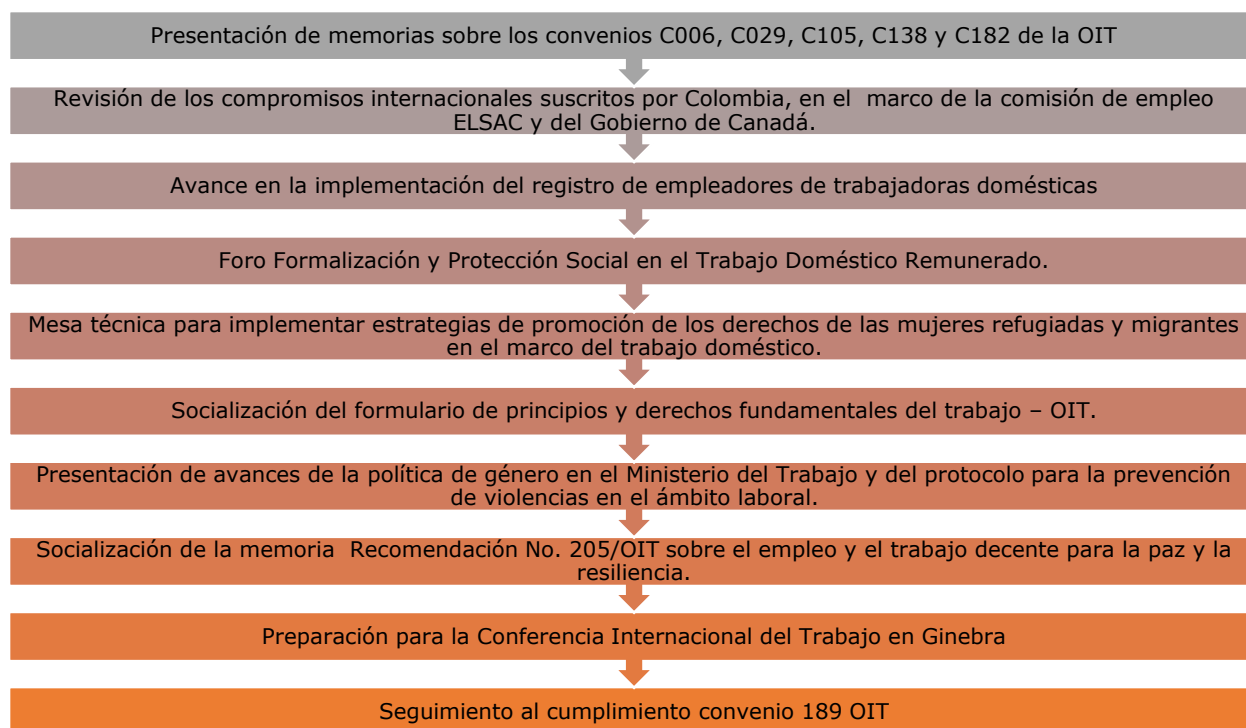 Presentación de memorias sobre los convenios C006, C029, C105, C138 y C182 de la OIT
Revisión de los compromisos internacionales suscritos por Colombia, en el  marco de la comisión de empleo
ELSAC y del Gobierno de Canadá.
Avance en la implementación del registro de empleadores de trabajadoras domésticas
Foro Formalización y Protección Social en el Trabajo Doméstico Remunerado.
Mesa técnica para implementar estrategias de promoción de los derechos de las mujeres refugiadas y migrantes
en el marco del trabajo doméstico.
Socialización del formulario de principios y derechos fundamentales del trabajo – OIT.
Presentación de avances de la política de género en el Ministerio del Trabajo y del protocolo para la prevención
de violencias en el ámbito laboral.
Socialización de la memoria  Recomendación No. 205/OIT sobre el empleo y el trabajo decente para la paz y la
resiliencia.
Preparación para la Conferencia Internacional del Trabajo en Ginebra
Seguimiento al cumplimiento convenio 189 OIT